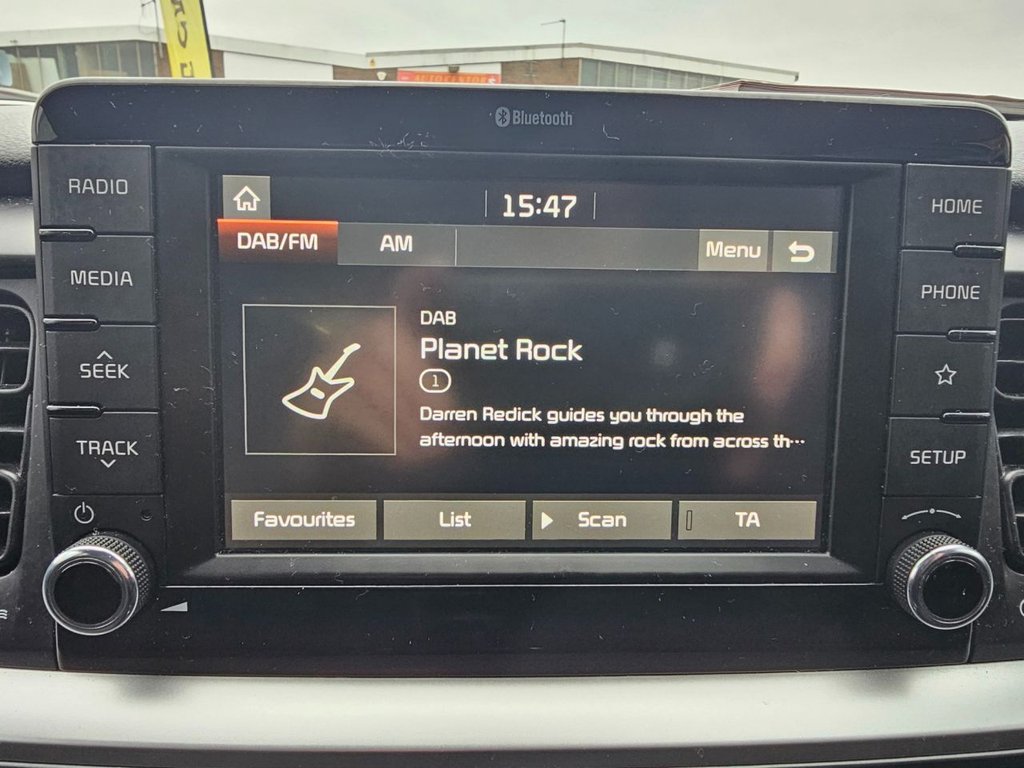 AUTOCENTOR
Bluetooth
RADIO
MEDIA
SEEK
TRACK
15:47
DAB/FM
AM
Menu
DAB
Planet Rock
1
Darren Redick guides you through the
afternoon with amazing rock from across th···
Favourites
List
Scan
TA
HOME
PHONE
SETUP